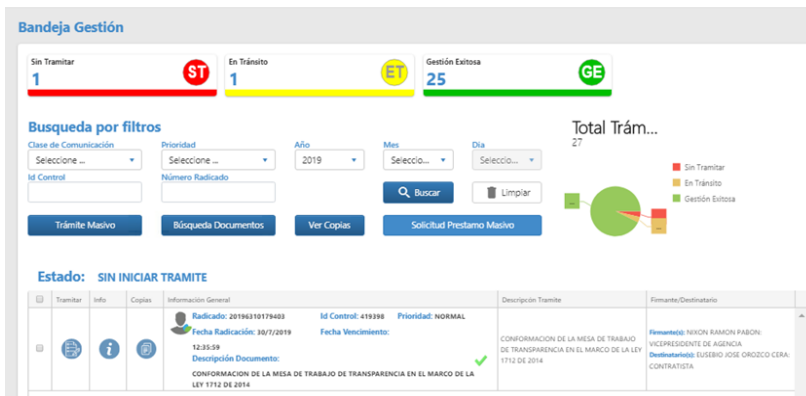 Bandeja Gestión
Sin Tramitar
1
ST
En Tránsito
1
ET
Gestión Exitosa
25
GE
Busqueda por filtros
Clase de Comunicación
Prioridad
Año
Mes
Dia
Seleccione ...
Seleccione ...
2019
Seleccio...
Seleccio...
Id Control
Número Radicado
Buscar
Limpiar
Trámite Masivo
Búsqueda Documentos
Ver Copias
Solicitud Prestamo Masivo
Total Trám...
27
...
...
Sin Tramitar
En Tránsito
Gestión Exitosa
Estado: SIN INICIAR TRAMITE
Tramitar
Info:
Copias
Información General
Descripcón Tramite
Firmante/Destinatario
Radicado: 20196310179403 Id Control: 419398 Prioridad: NORMAL
Fecha Radicación: 30/7/2019 Fecha Vencimiento:
12:35:59
Descripción Documento:
CONFORMACION DE LA MESA DE TRABAJO DE TRANSPARENCIA EN EL MARCO DE LA
LEY 1712 DE 2014
CONFORMACION DE LA MESA DE TRABAJO
DE TRANSPARENCIA EN EL MARCO DE LA LEY
1712 DE 2014
Firmante(s): NIXON RAMON PABON:
VICEPRESIDENTE DE AGENCIA
Destinatario(s): EUSEBIO JOSE OROZCO CERA:
CONTRATISTA